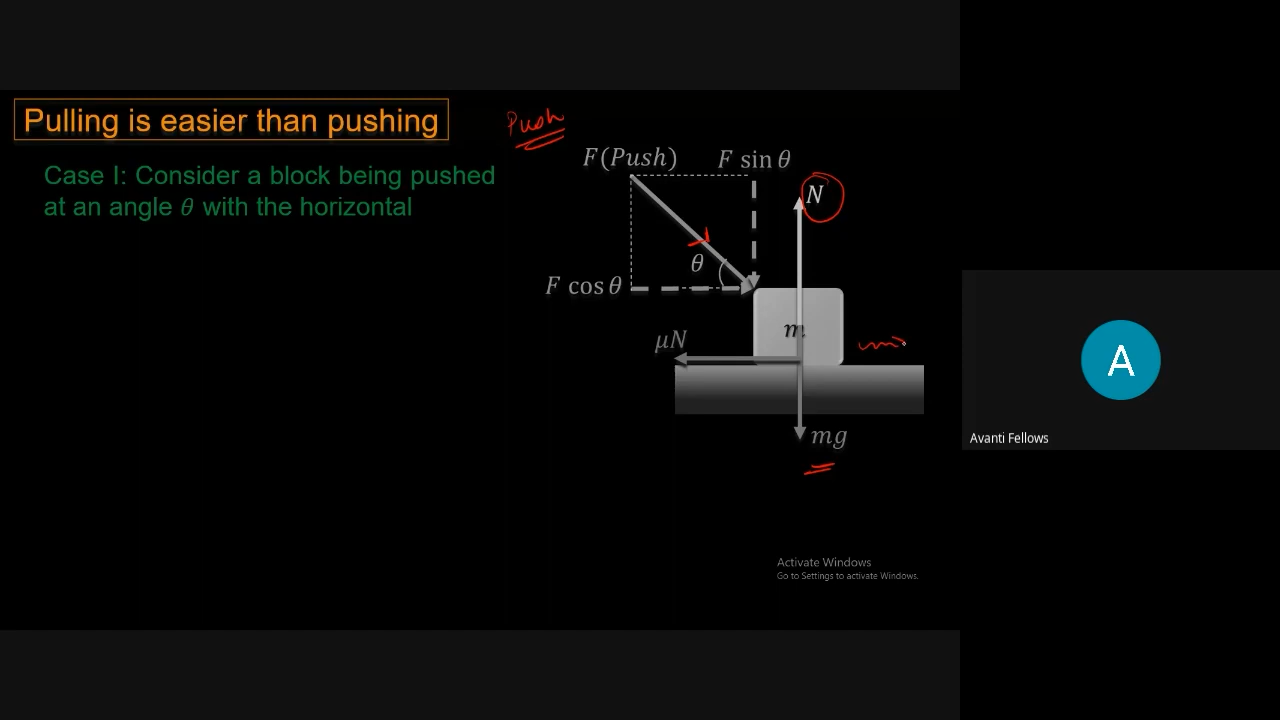 Pulling is easier than pushing
Push
Case I: Consider a block being pushed
at an angle θ with the horizontal
F(Push)
F sin θ
N
θ
F cos θ
m
μN
mg
A
Avanti Fellows
Activate Windows
Go to Settings to activate Windows.